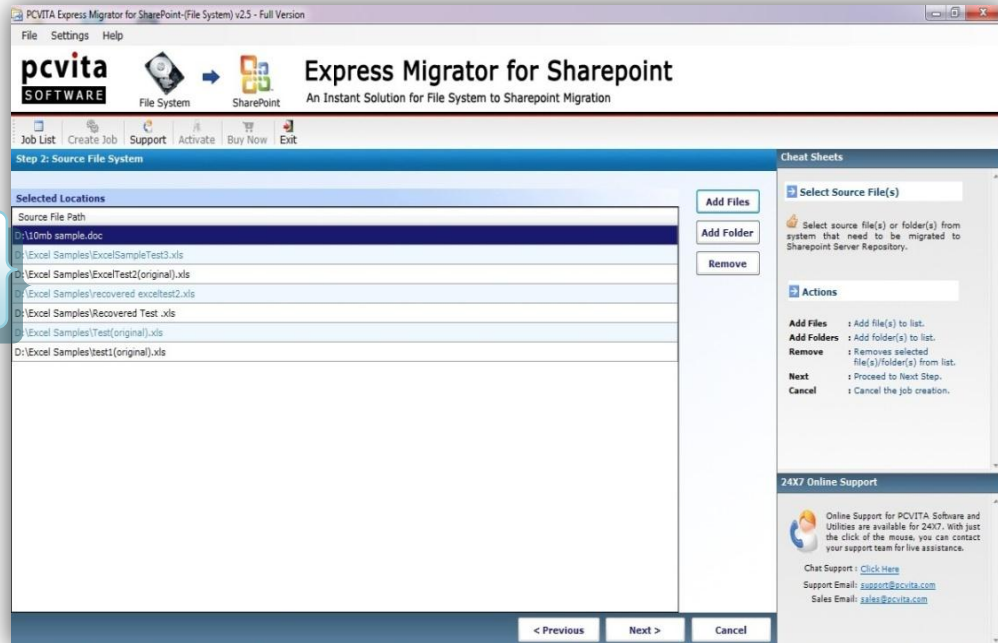 PCVITA Express Migrator for SharePoint-(File System) v2.5 - Full Version
File Settings Help
pcvita
SOFTWARE
File System
SharePoint
Express Migrator for Sharepoint
An Instant Solution for File System to Sharepoint Migration
Job List Create Job Support Activate Buy Now Exit
Step 2: Source File System
Selected Locations
Source File Path
D:\10mb sample.doc
D:\Excel Samples\ExcelSampleTest3.xls
D:\Excel Samples\ExcelTest2(original).xls
D:\Excel Samples\recovered exceltest2.xls
D:\Excel Samples\Recovered Test .xls
D:\Excel Samples\Test(original).xls
D:\Excel Samples\test1(original).xls
Add Files
Add Folder
Remove
< Previous
Next >
Cancel
Cheat Sheets
Select Source File(s)
Select source file(s) or folder(s) from
system that need to be migrated to
Sharepoint Server Repository.
Actions
Add Files : Add file(s) to list.
Add Folders : Add folder(s) to list.
Remove : Removes selected
file(s)/folder(s) from list.
Next : Proceed to Next Step.
Cancel : Cancel the job creation.
24X7 Online Support
Online Support for PCVITA Software and
Utilities are available for 24X7. With just
the click of the mouse, you can contact
your support team for live assistance.
Chat Support : Click Here
Support Email: support@pcvita.com
Sales Email: sales@pcvita.com